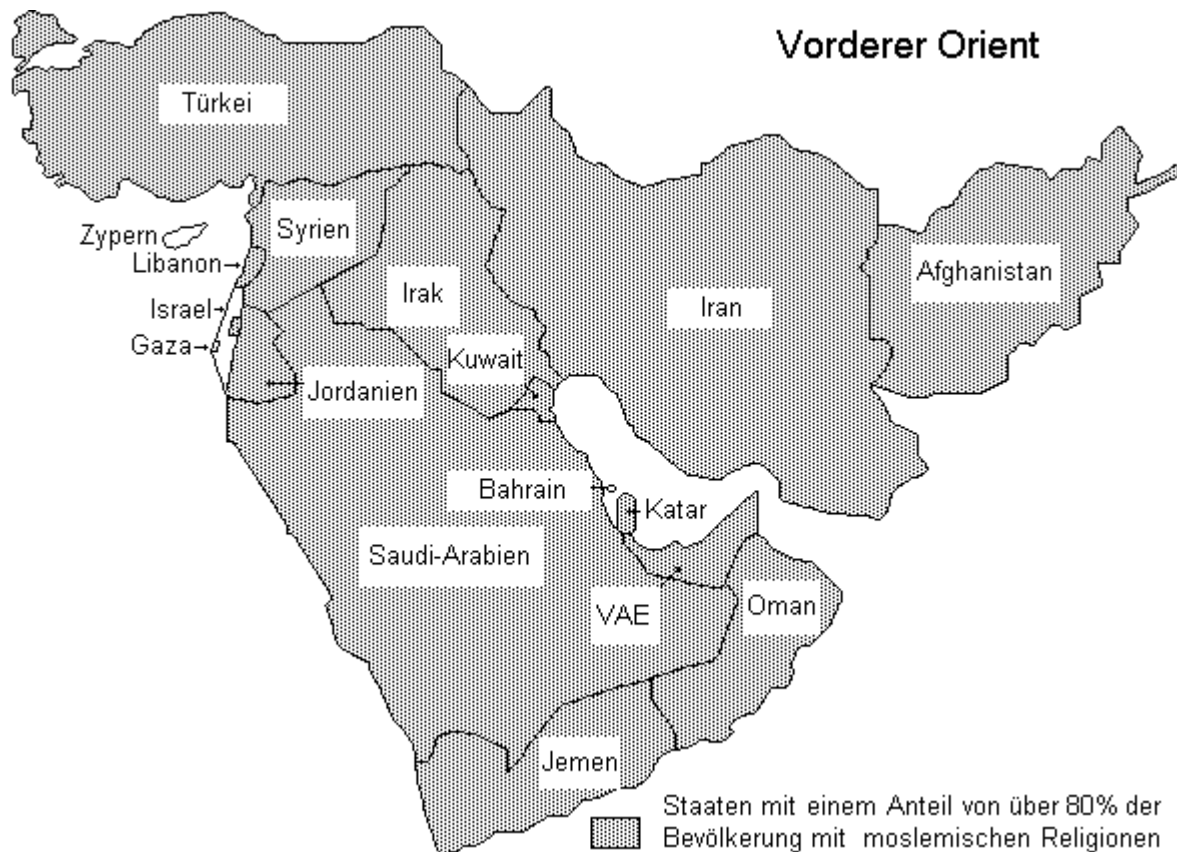 Vorderer Orient
Türkei
Syrien
Zypern
Libanon
Afghanistan
Irak
Iran
Israel
Gaza
Kuwait
Jordanien
Bahrain
Katar
Saudi-Arabien
VAE
Oman
Jemen
Staaten mit einem Anteil von über 80% der
Bevölkerung mit moslemischen Religionen